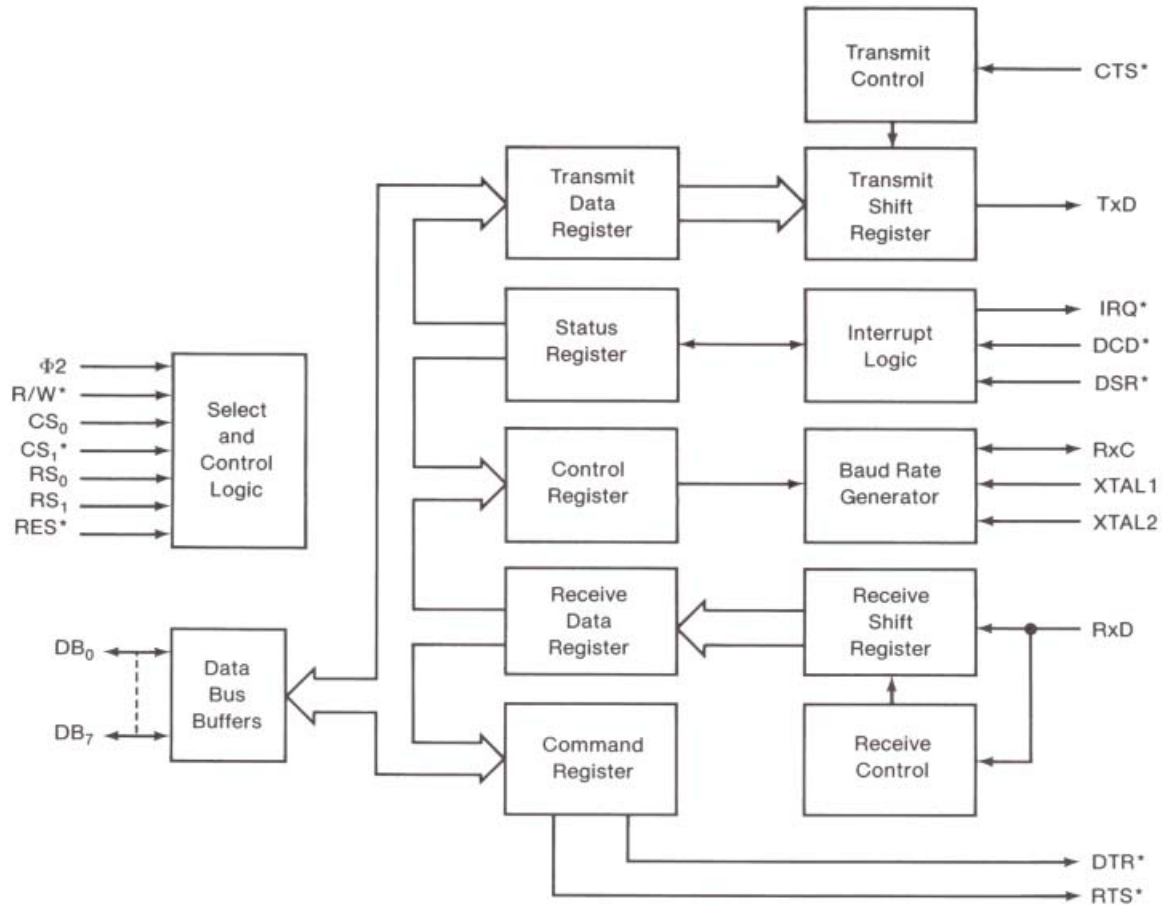 Transmit
Control
CTS*
Transmit
Data
Register
Transmit
Shift
Register
TxD
Status
Register
Interrupt
Logic
IRQ*
DCD*
DSR*
Φ2
R/W*
CS₀
CS₁*
RS₀
RS₁
RES*
Select
and
Control
Logic
Control
Register
Baud Rate
Generator
RxC
XTAL1
XTAL2
Receive
Data
Register
Receive
Shift
Register
RxD
DB₀
DB₇
Data
Bus
Buffers
Command
Register
Receive
Control
DTR*
RTS*